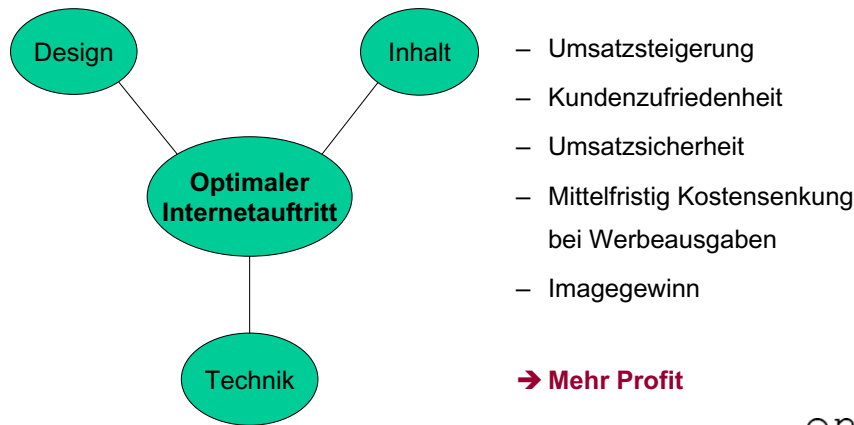 Design
Inhalt
Optimaler
Internetauftritt
Technik
– Umsatzsteigerung
– Kundenzufriedenheit
– Umsatzsicherheit
– Mittelfristig Kostensenkung
bei Werbeausgaben
– Imagegewinn
➔ Mehr Profit